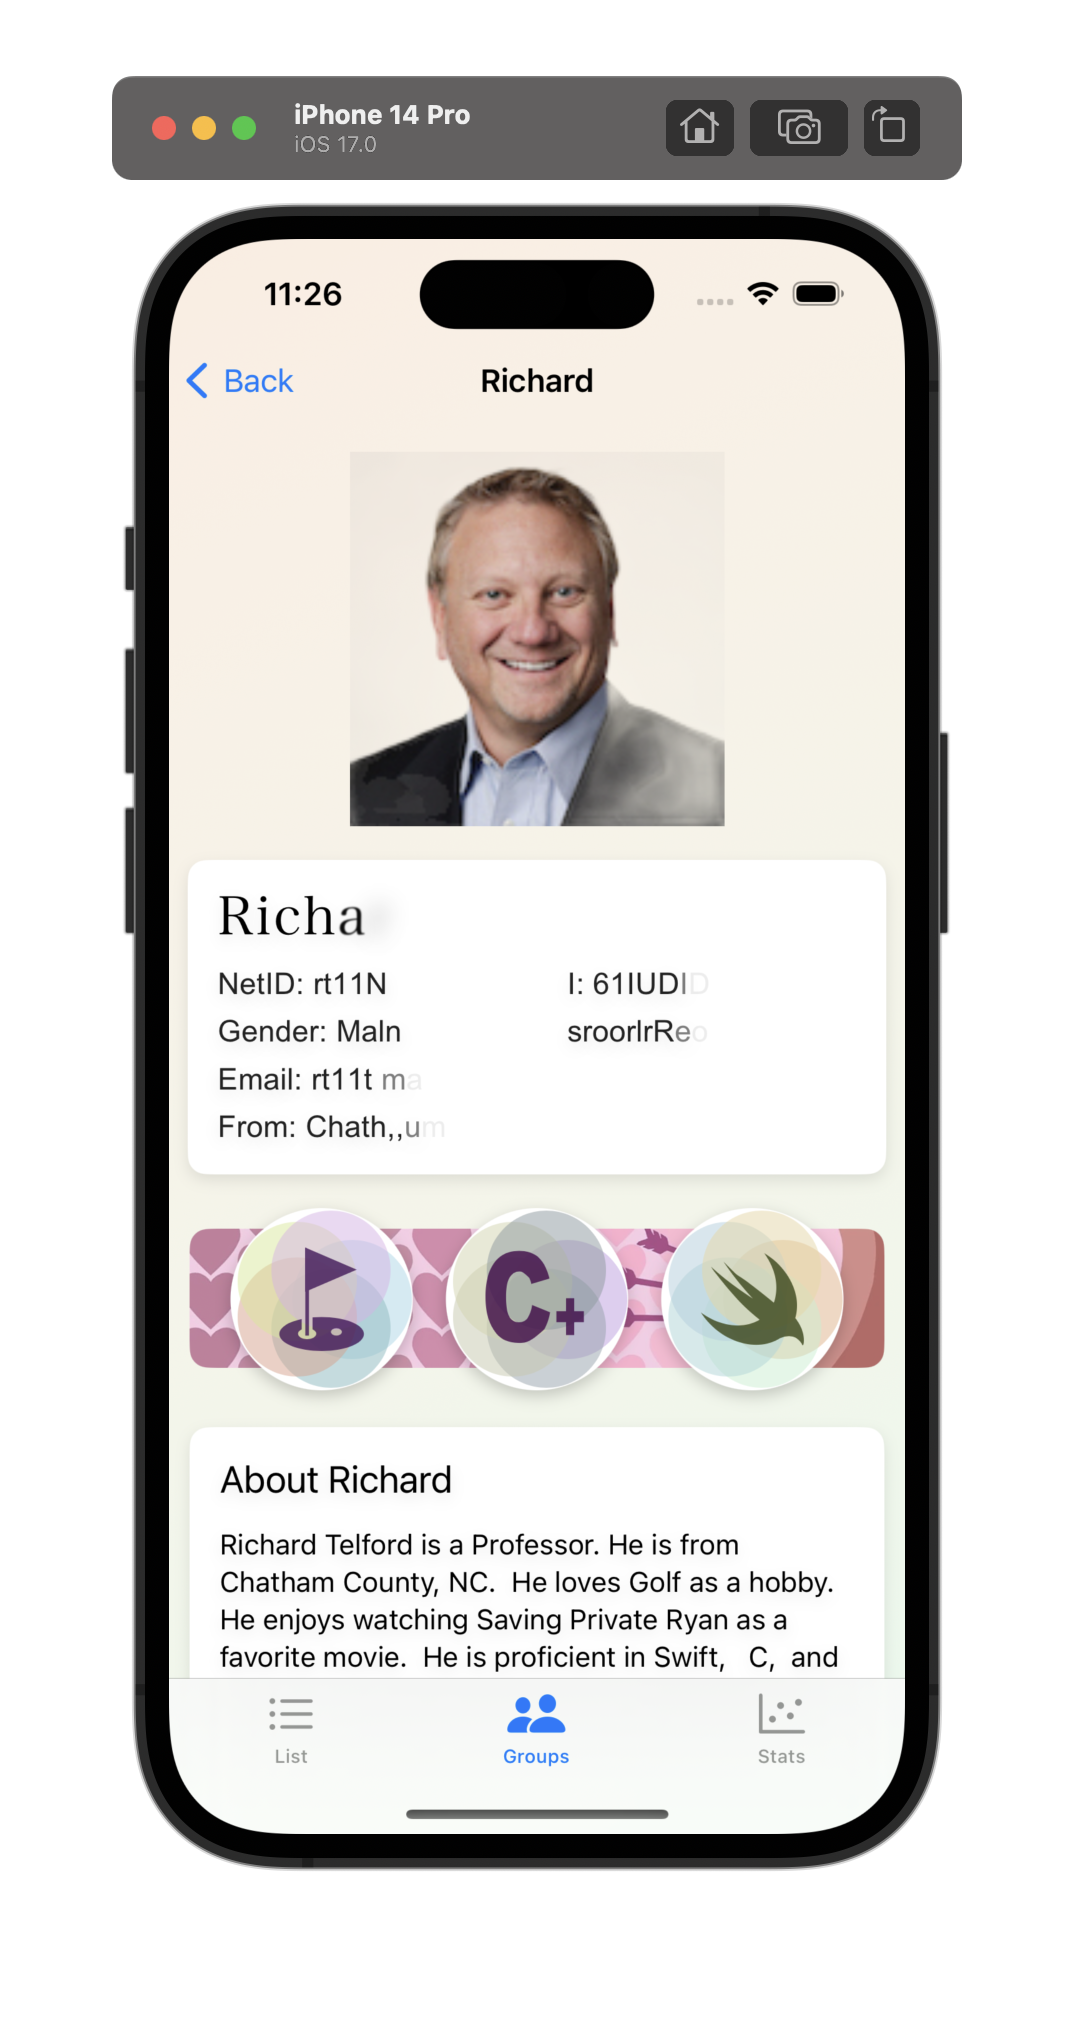 iPhone 14 Pro
iOS 17.0
11:26
Back
Richard
Richa
NetID: rt11N
I: 61IUDID
Gender: Maln
sroorlrReo
Email: rt11t ma
From: Chath,,um
C+
About Richard
Richard Telford is a Professor. He is from
Chatham County, NC. He loves Golf as a hobby.
He enjoys watching Saving Private Ryan as a
favorite movie. He is proficient in Swift, C, and
List
Groups
Stats